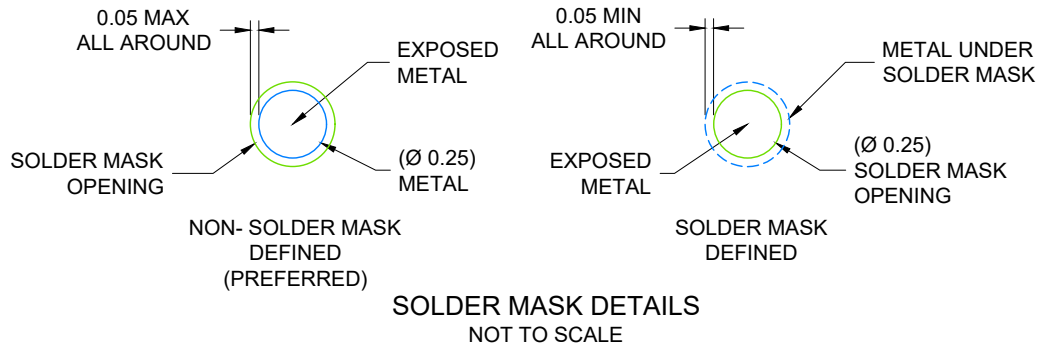 0.05 MAX
ALL AROUND
EXPOSED
METAL
SOLDER MASK
OPENING
(Ø 0.25)
METAL
NON- SOLDER MASK
DEFINED
(PREFERRED)
0.05 MIN
ALL AROUND
METAL UNDER
SOLDER MASK
EXPOSED
METAL
(Ø 0.25)
SOLDER MASK
OPENING
SOLDER MASK
DEFINED
SOLDER MASK DETAILS
NOT TO SCALE